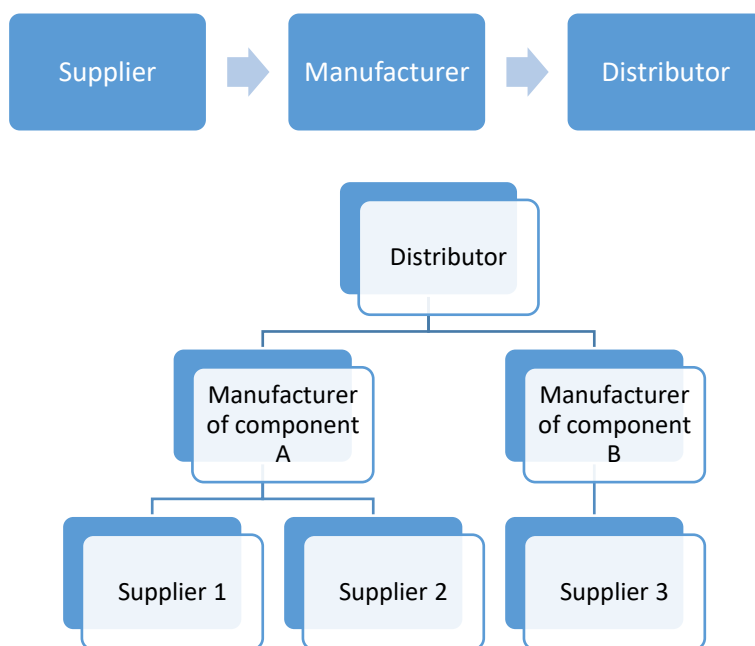 Supplier
Manufacturer
Distributor
Distributor
Manufacturer
of component
A
Manufacturer
of component
B
Supplier 1
Supplier 2
Supplier 3